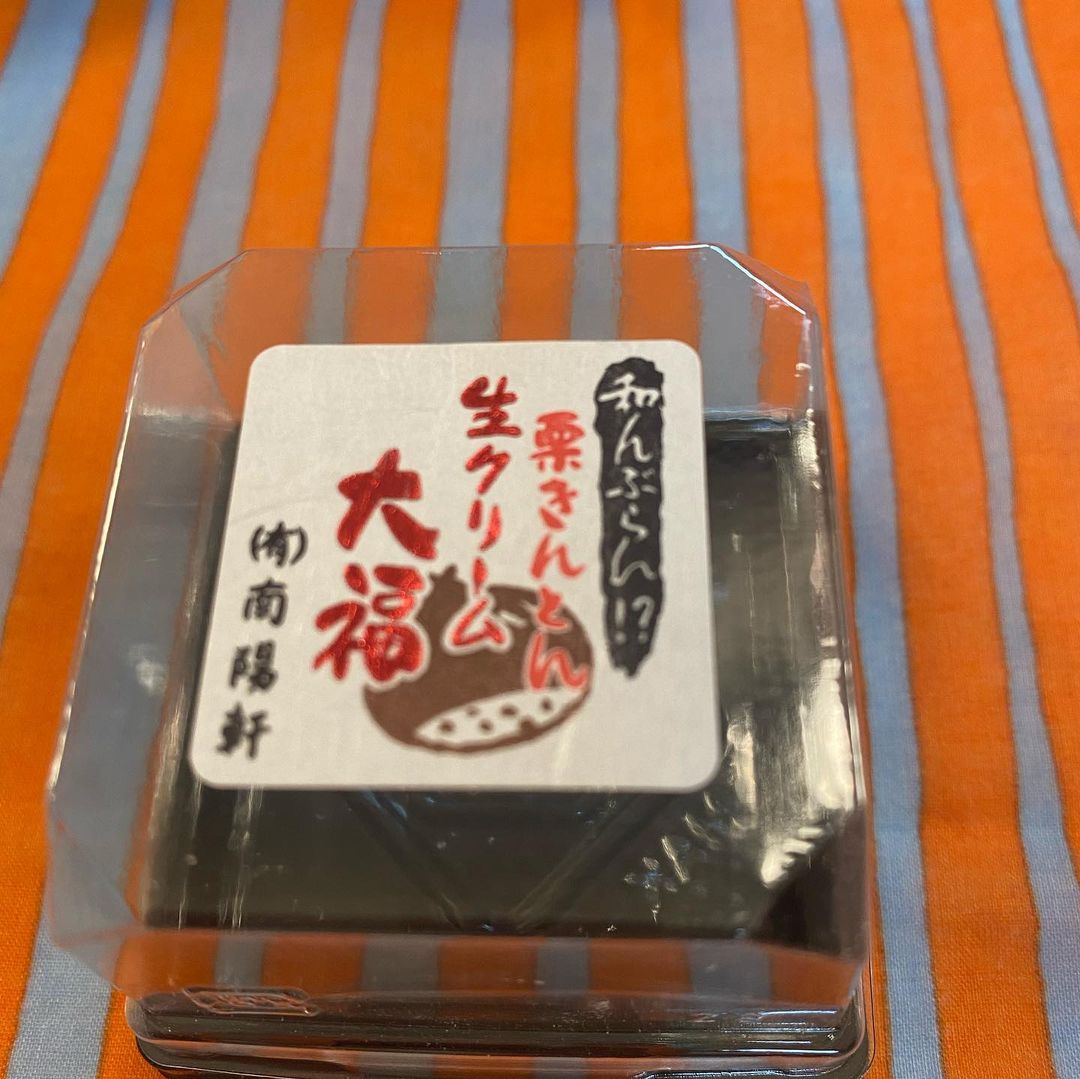 和んぶらん!?
栗きんとん
生クリーム
大福
(有)南陽軒